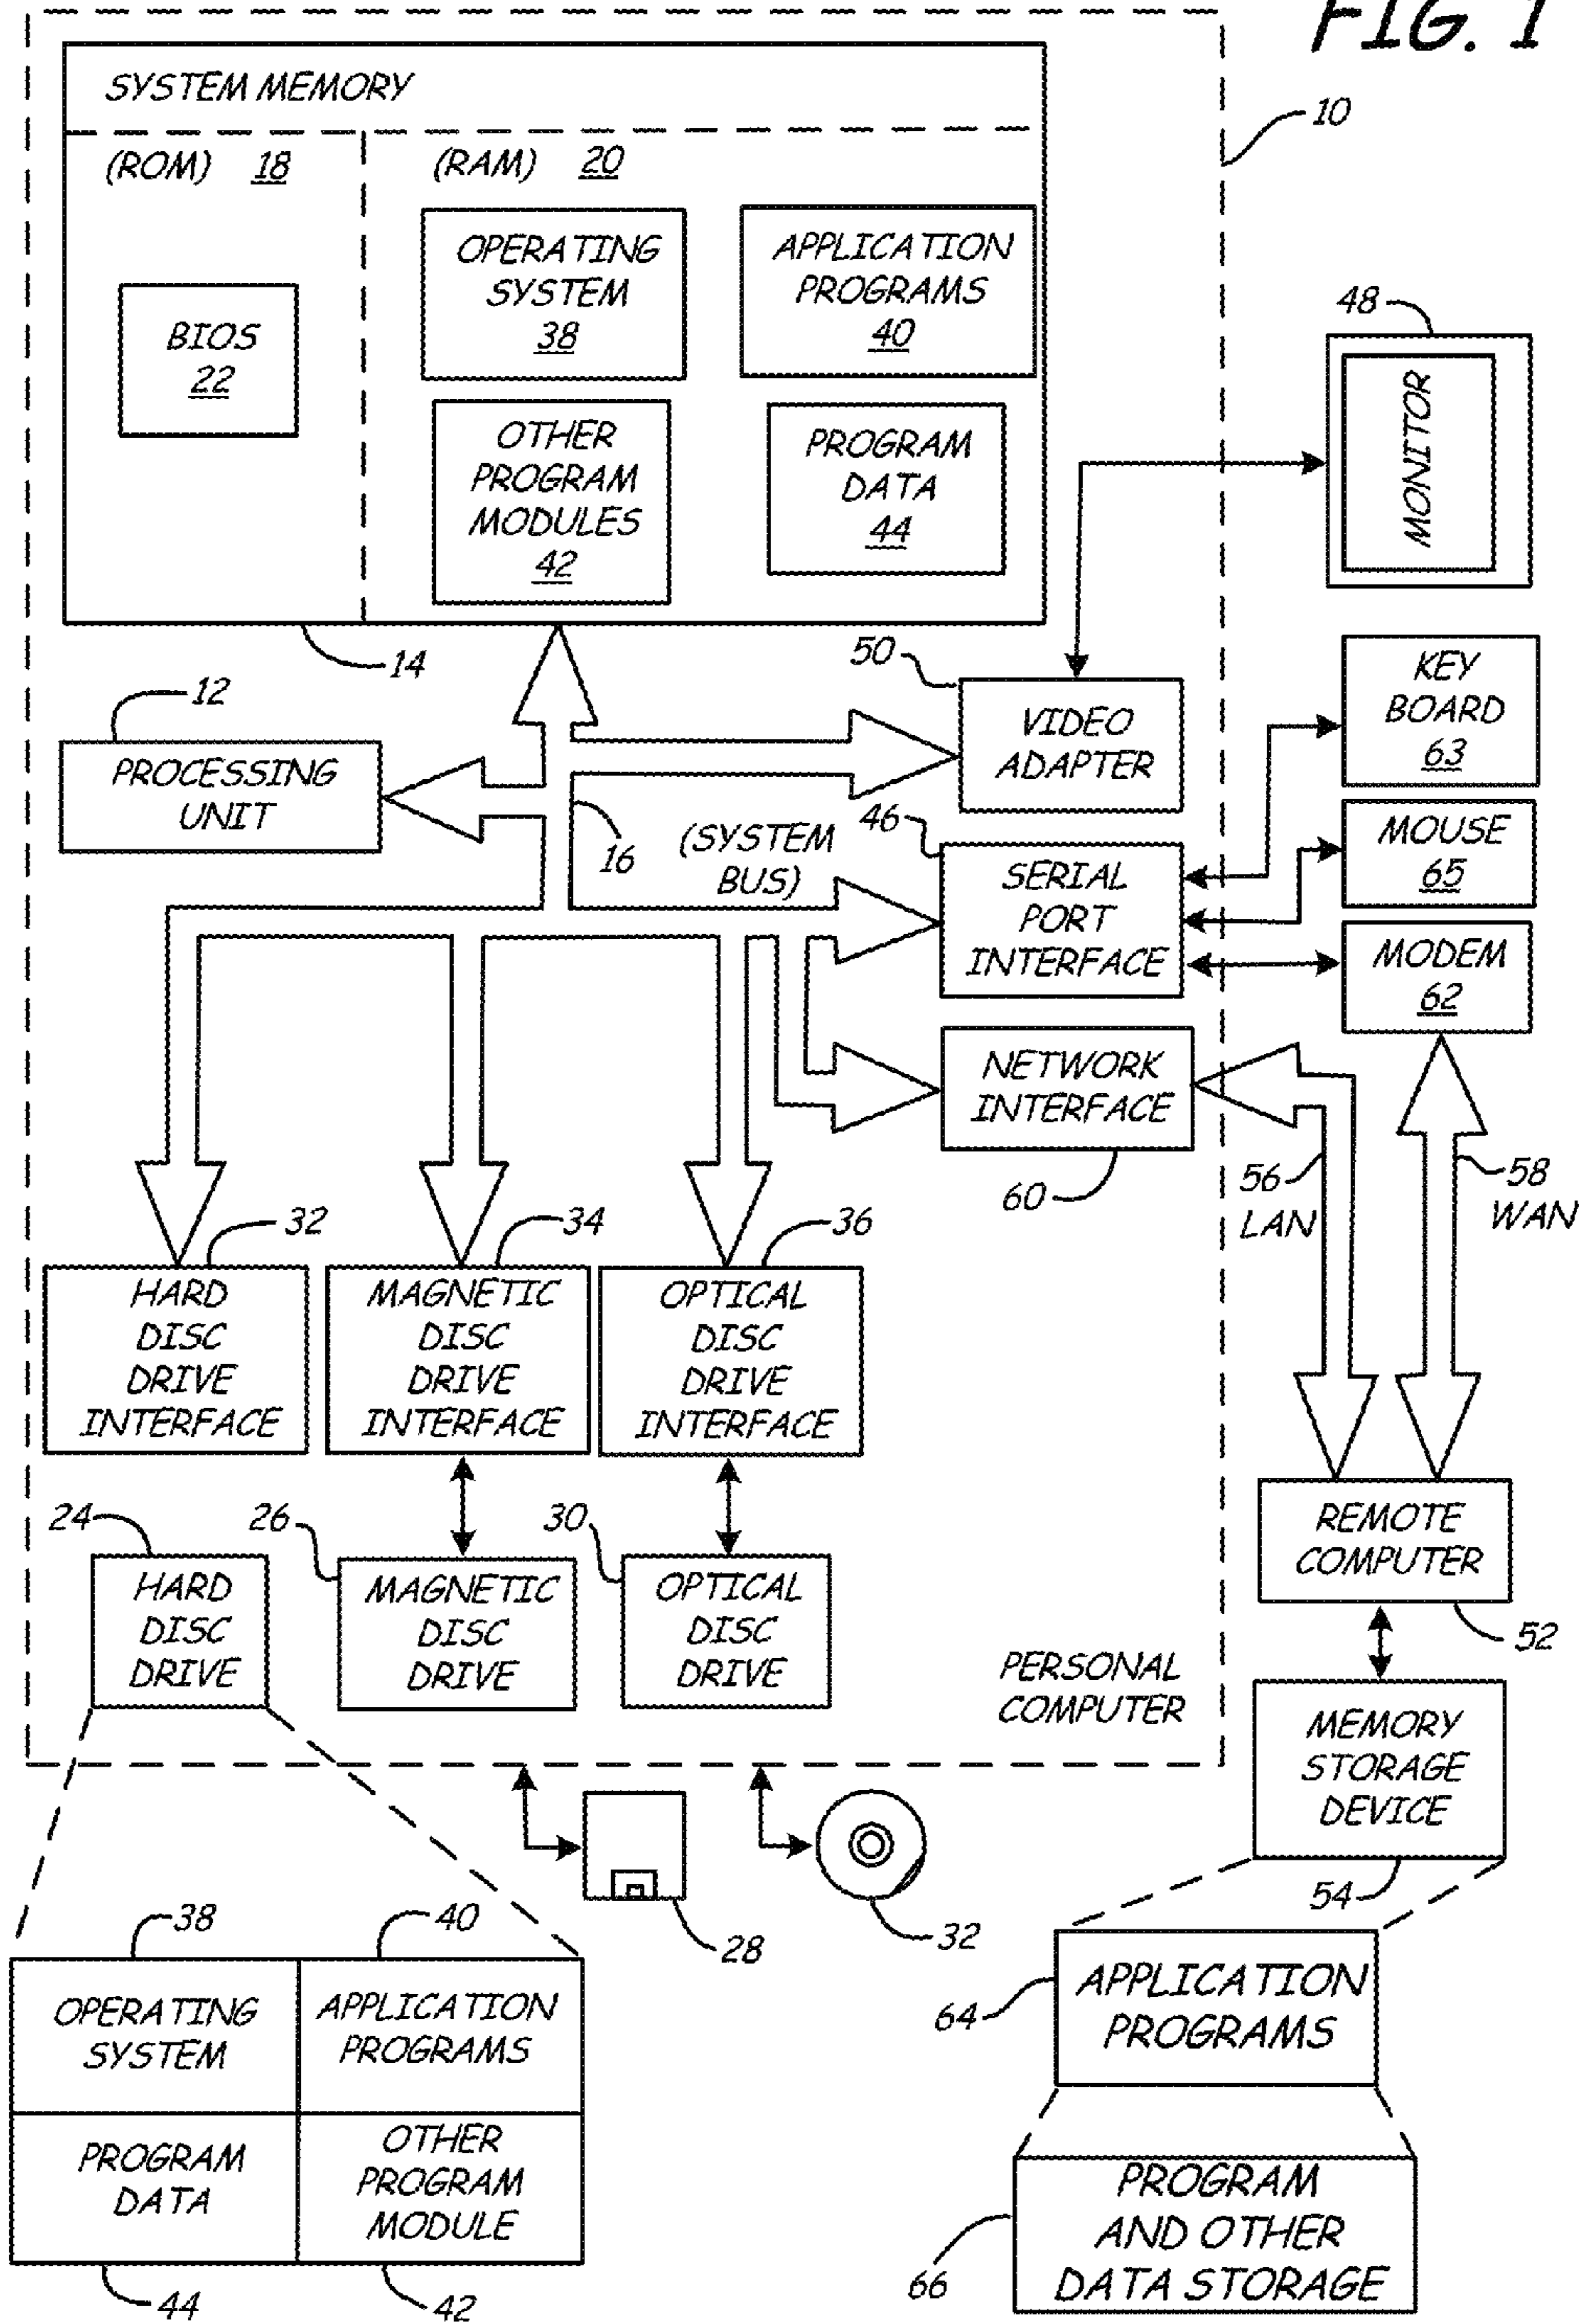 FIG. 1
10
SYSTEM MEMORY
(ROM) 18
(RAM) 20
BIOS
22
OPERATING
SYSTEM
38
APPLICATION
PROGRAMS
40
OTHER
PROGRAM
MODULES
42
PROGRAM
DATA
44
14
48
MONITOR
12
PROCESSING
UNIT
50
VIDEO
ADAPTER
16
(SYSTEM
BUS)
46
SERIAL
PORT
INTERFACE
KEY
BOARD
63
MOUSE
65
MODEM
62
NETWORK
INTERFACE
60
56
LAN
58
WAN
32
HARD
DISC
DRIVE
INTERFACE
34
MAGNETIC
DISC
DRIVE
INTERFACE
36
OPTICAL
DISC
DRIVE
INTERFACE
24
HARD
DISC
DRIVE
26
MAGNETIC
DISC
DRIVE
30
OPTICAL
DISC
DRIVE
PERSONAL
COMPUTER
REMOTE
COMPUTER
52
MEMORY
STORAGE
DEVICE
54
28
32
38
OPERATING
SYSTEM
40
APPLICATION
PROGRAMS
PROGRAM
DATA
44
OTHER
PROGRAM
MODULE
42
64
APPLICATION
PROGRAMS
66
PROGRAM
AND OTHER
DATA STORAGE